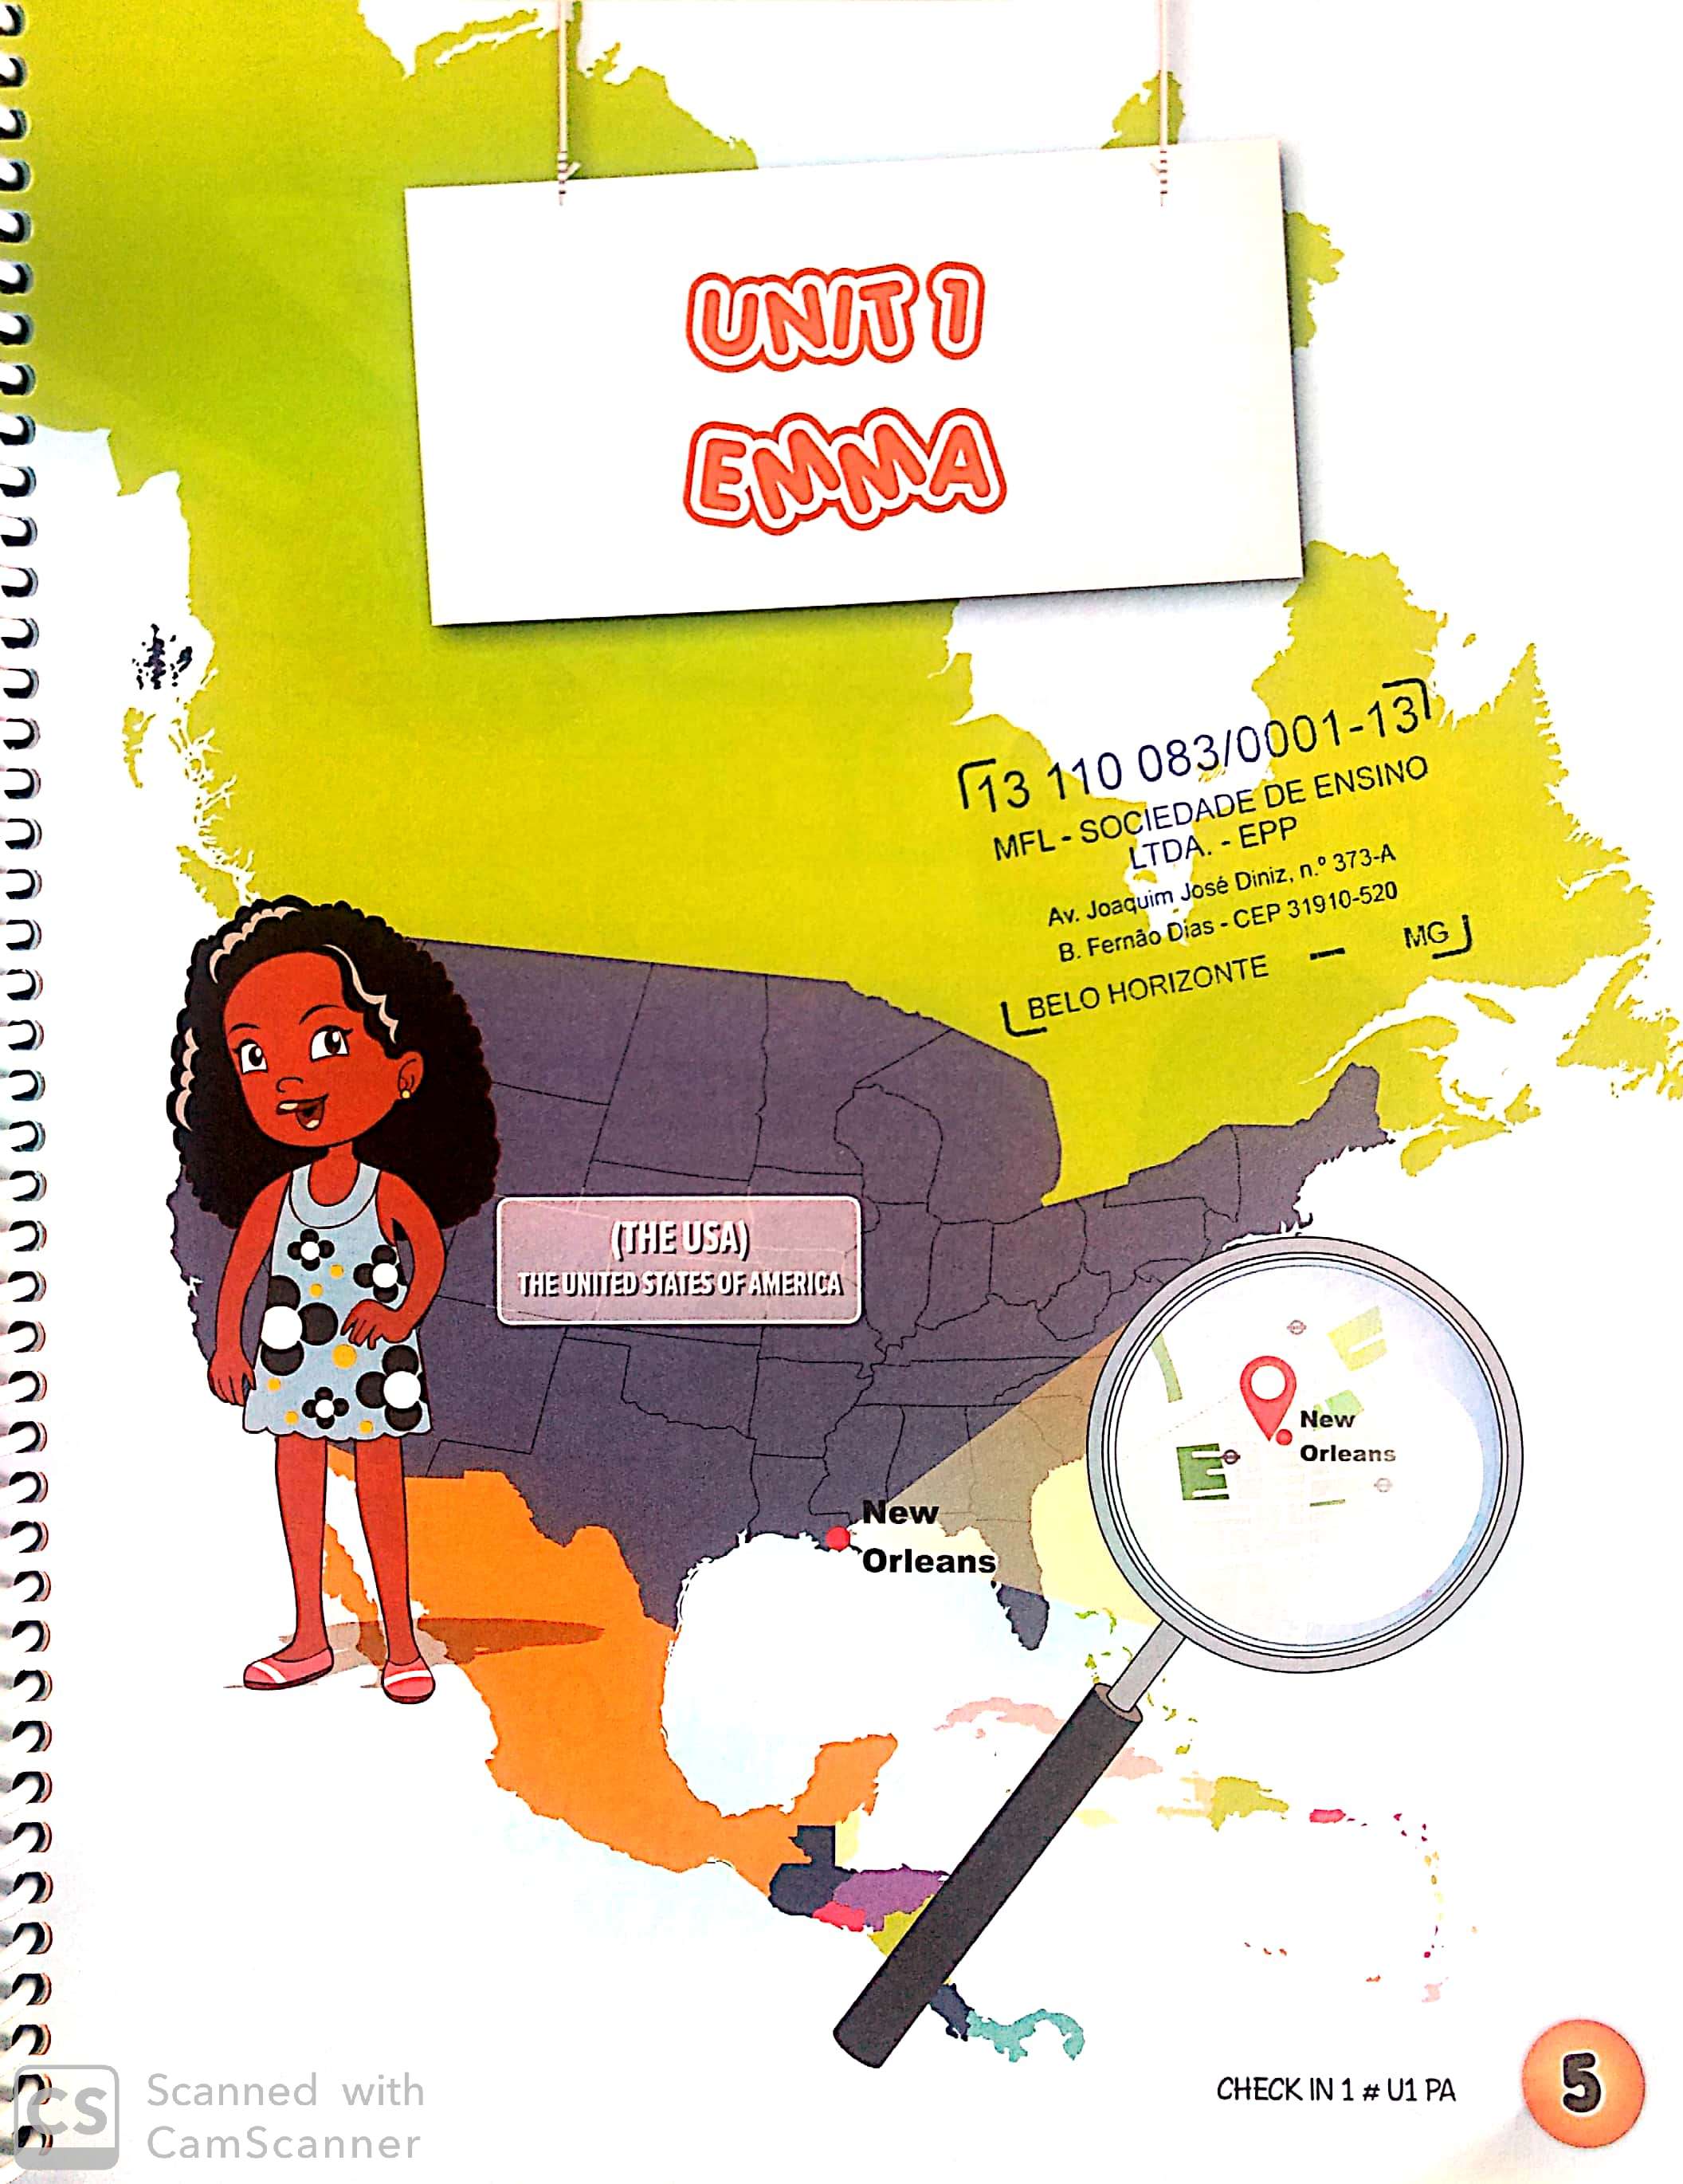 UNIT 1
EMMA
13 110 083/0001-13
MFL - SOCIEDADE DE ENSINO
LTDA. - EPP
Av. Joaquim José Diniz, n.º 373-A
B. Fernão Dias - CEP 31910-520
BELO HORIZONTE - MG
(THE USA)
THE UNITED STATES OF AMERICA
New
Orleans
New
Orleans
CHECK IN 1 # U1 PA
5
CS
Scanned with
CamScanner